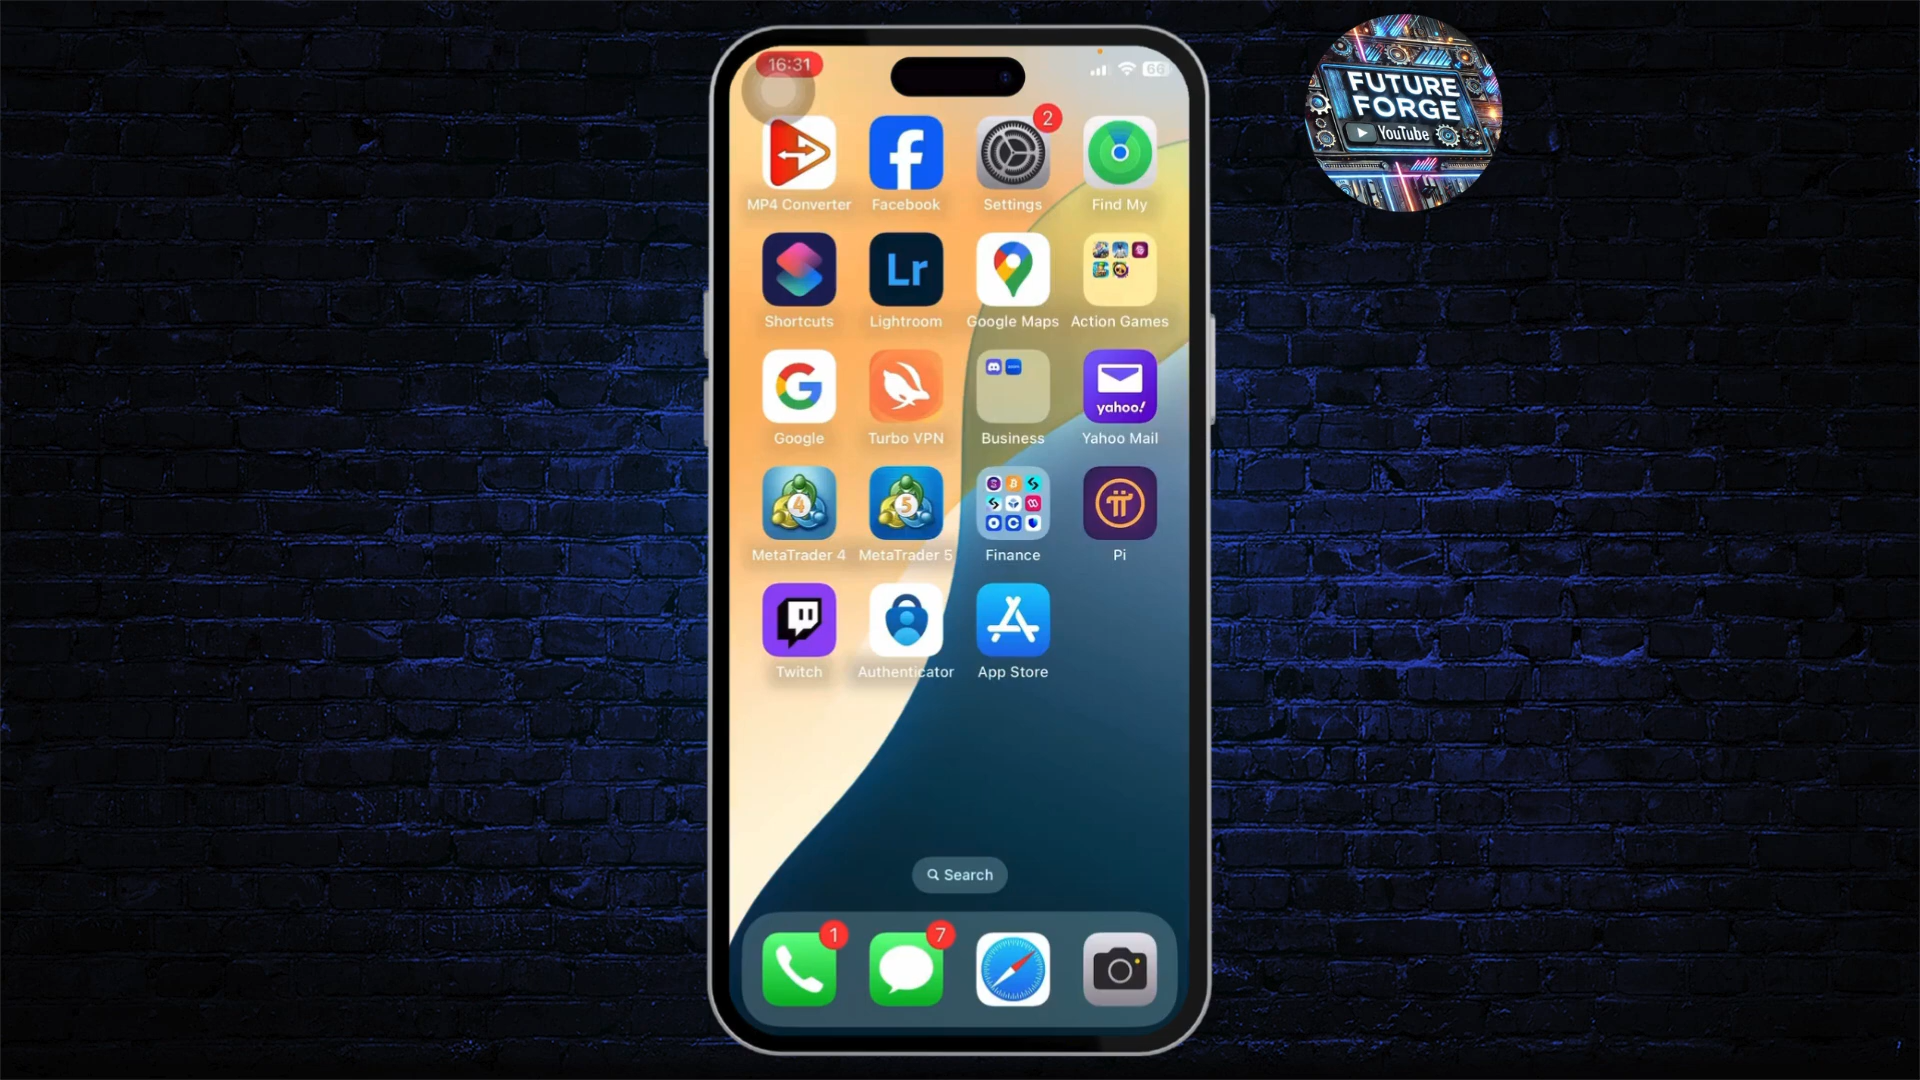 16:31
66
FUTURE
FORGE
YouTube
2
MP4 Converter
Facebook
Settings
Find My
Lr
Shortcuts
Lightroom
Google Maps
Action Games
yahoo!
Google
Turbo VPN
Business
Yahoo Mail
4
5
MetaTrader 4
MetaTrader 5
Finance
Pi
Twitch
Authenticator
App Store
Search
1
7